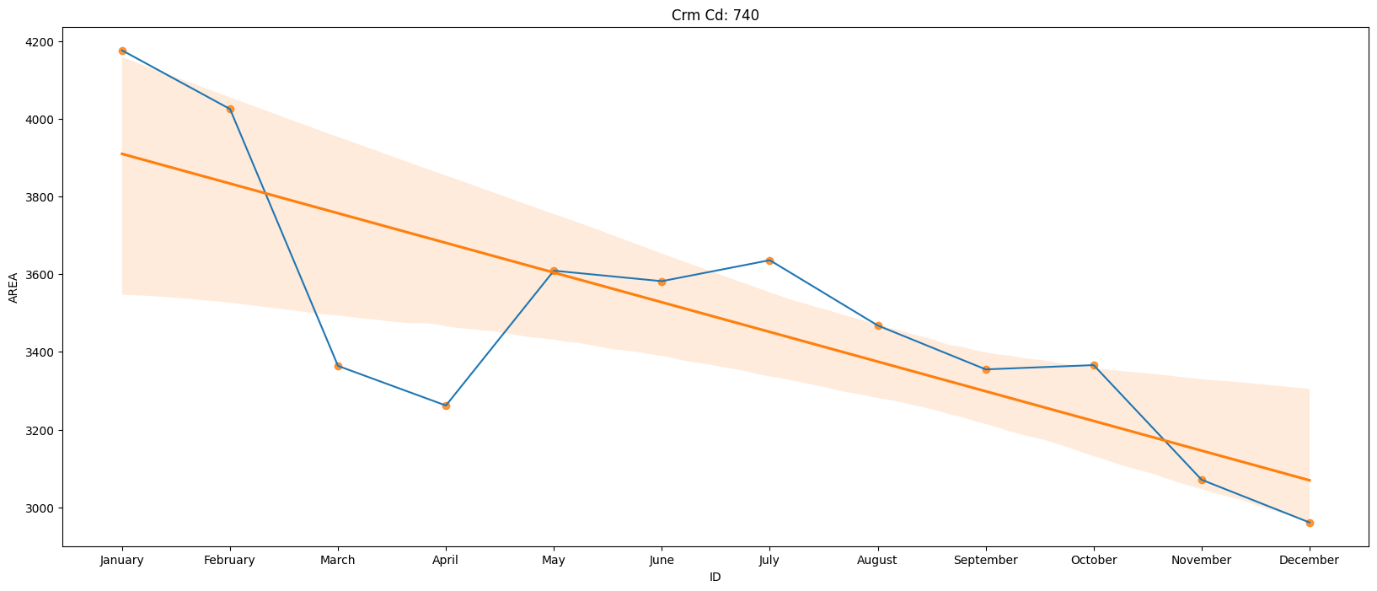 Crm Cd: 740
4200
4000
3800
3600
3400
3200
3000
AREA
January February March April May June July August September October November December
ID